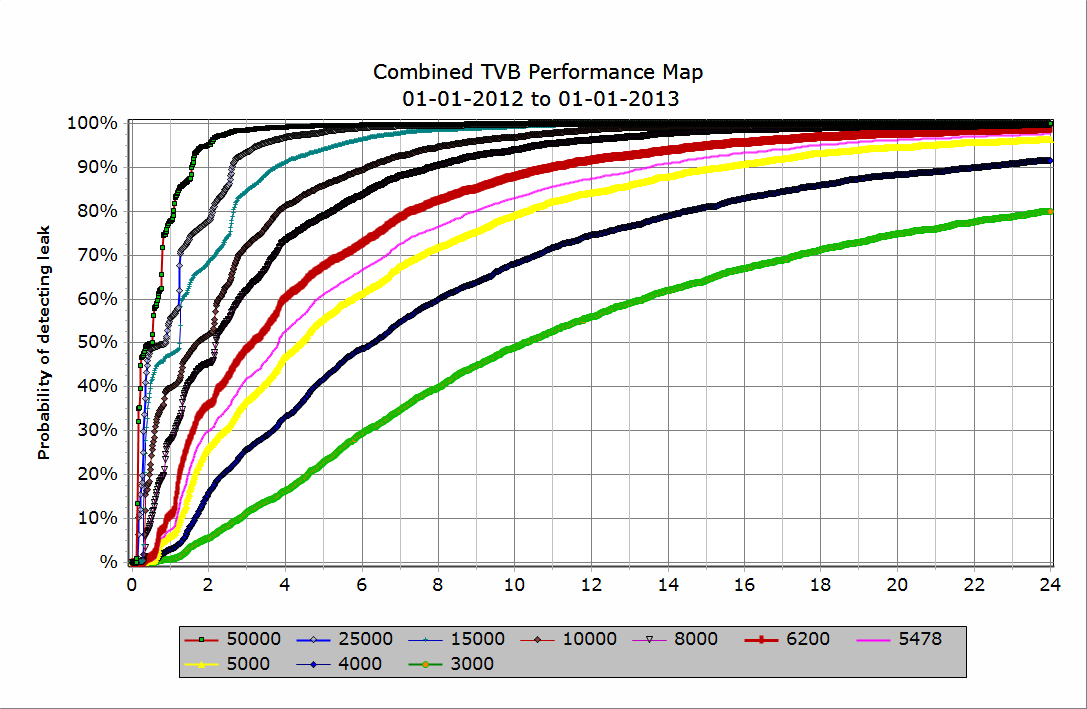 Combined TVB Performance Map
01-01-2012 to 01-01-2013
Probability of detecting leak
100%
90%
80%
70%
60%
50%
40%
30%
20%
10%
%
0 2 4 6 8 10 12 14 16 18 20 22 24
50000 25000 15000 10000 8000 6200 5478
5000 4000 3000